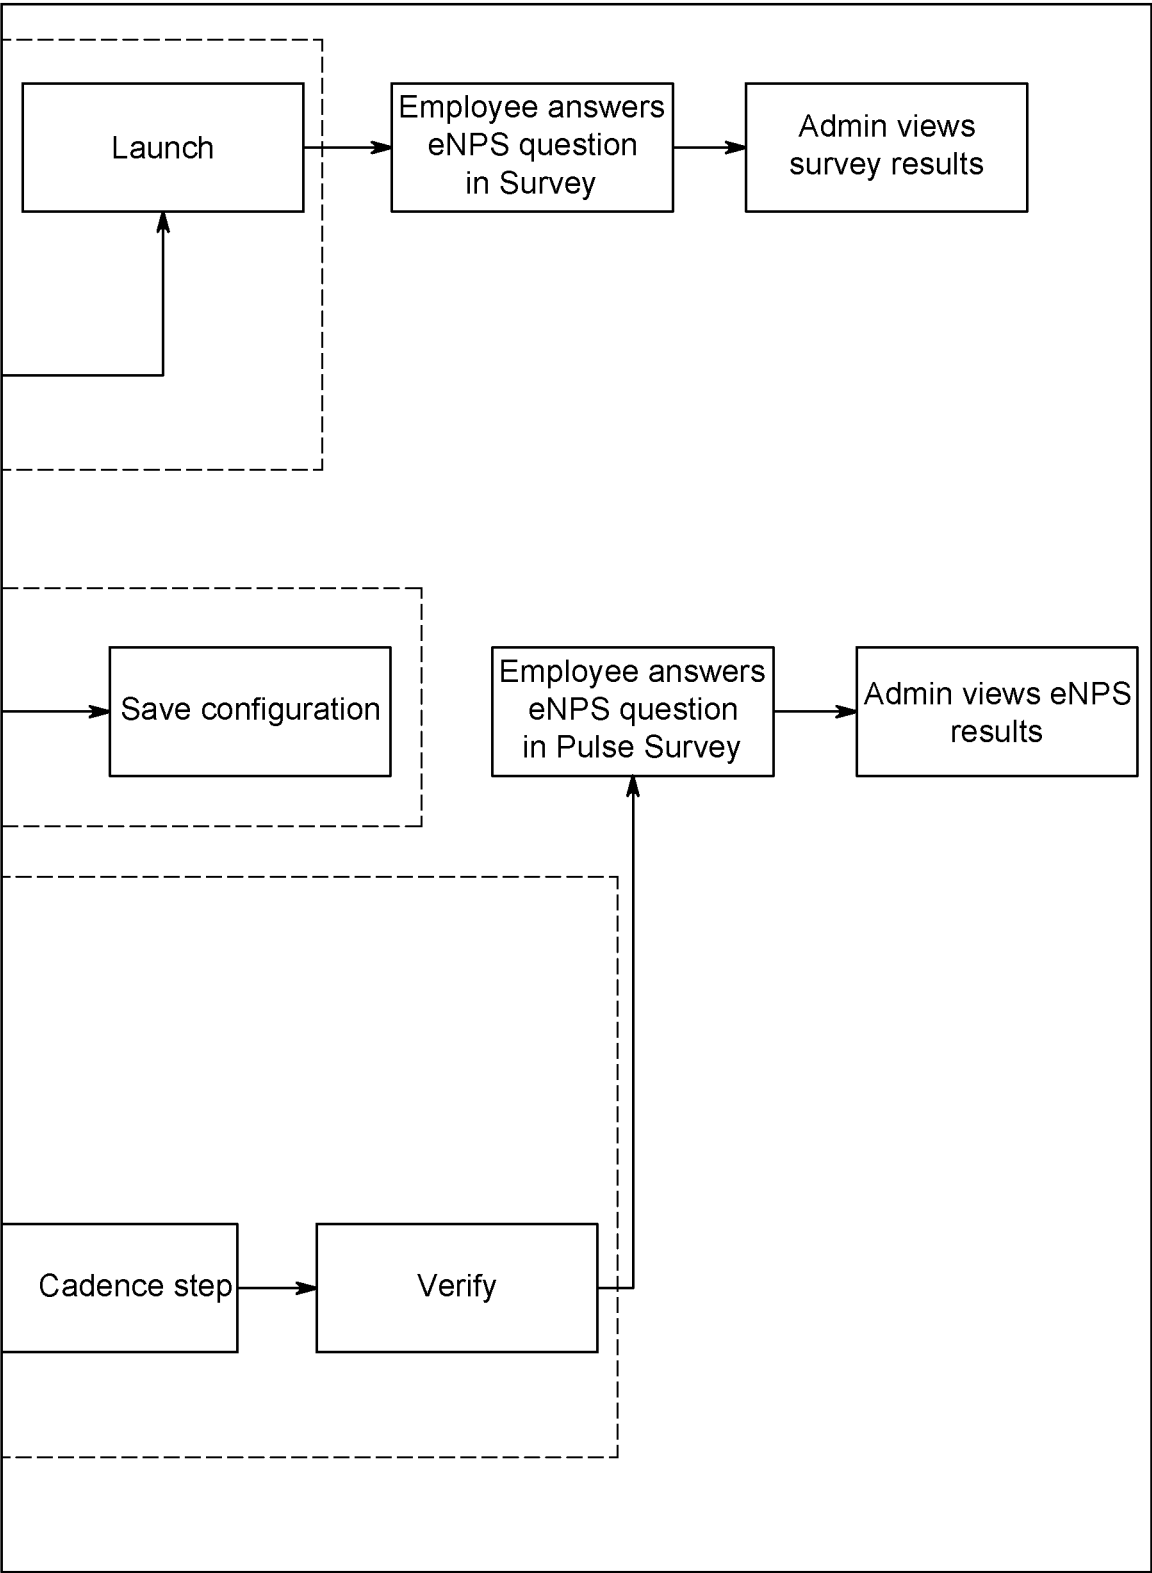 Launch
Employee answers
eNPS question
in Survey
Admin views
survey results
Save configuration
Employee answers
eNPS question
in Pulse Survey
Admin views eNPS
results
Cadence step
Verify